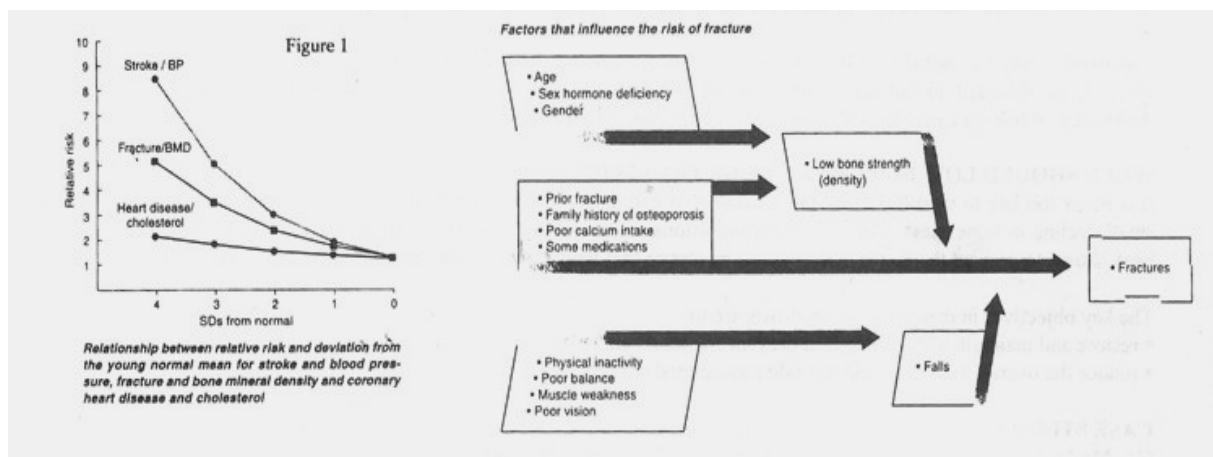 Figure 1
10
9
8
7
6
5
4
3
2
1
Relative risk
Stroke / BP
Fracture/BMD
Heart disease/
cholesterol
4 3 2 1 0
SDs from normal
Relationship between relative risk and deviation from
the young normal mean for stroke and blood pres-
sure, fracture and bone mineral density and coronary
heart disease and cholesterol
Factors that influence the risk of fracture
• Age
• Sex hormone deficiency
• Gender
• Low bone strength
(density)
• Prior fracture
• Family history of osteoporosis
• Poor calcium intake
• Some medications
• Fractures
• Physical inactivity
• Poor balance
• Muscle weakness
• Poor vision
• Falls